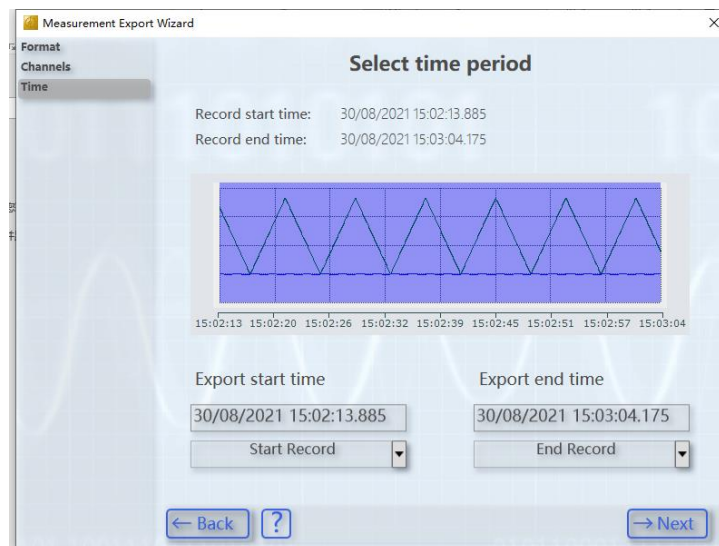 Measurement Export Wizard
Format
Channels
Time
Select time period
Record start time: 30/08/2021 15:02:13.885
Record end time: 30/08/2021 15:03:04.175
15:02:13 15:02:20 15:02:26 15:02:32 15:02:39 15:02:45 15:02:51 15:02:57 15:03:04
Export start time Export end time
30/08/2021 15:02:13.885 30/08/2021 15:03:04.175
Start Record End Record
← Back ? → Next